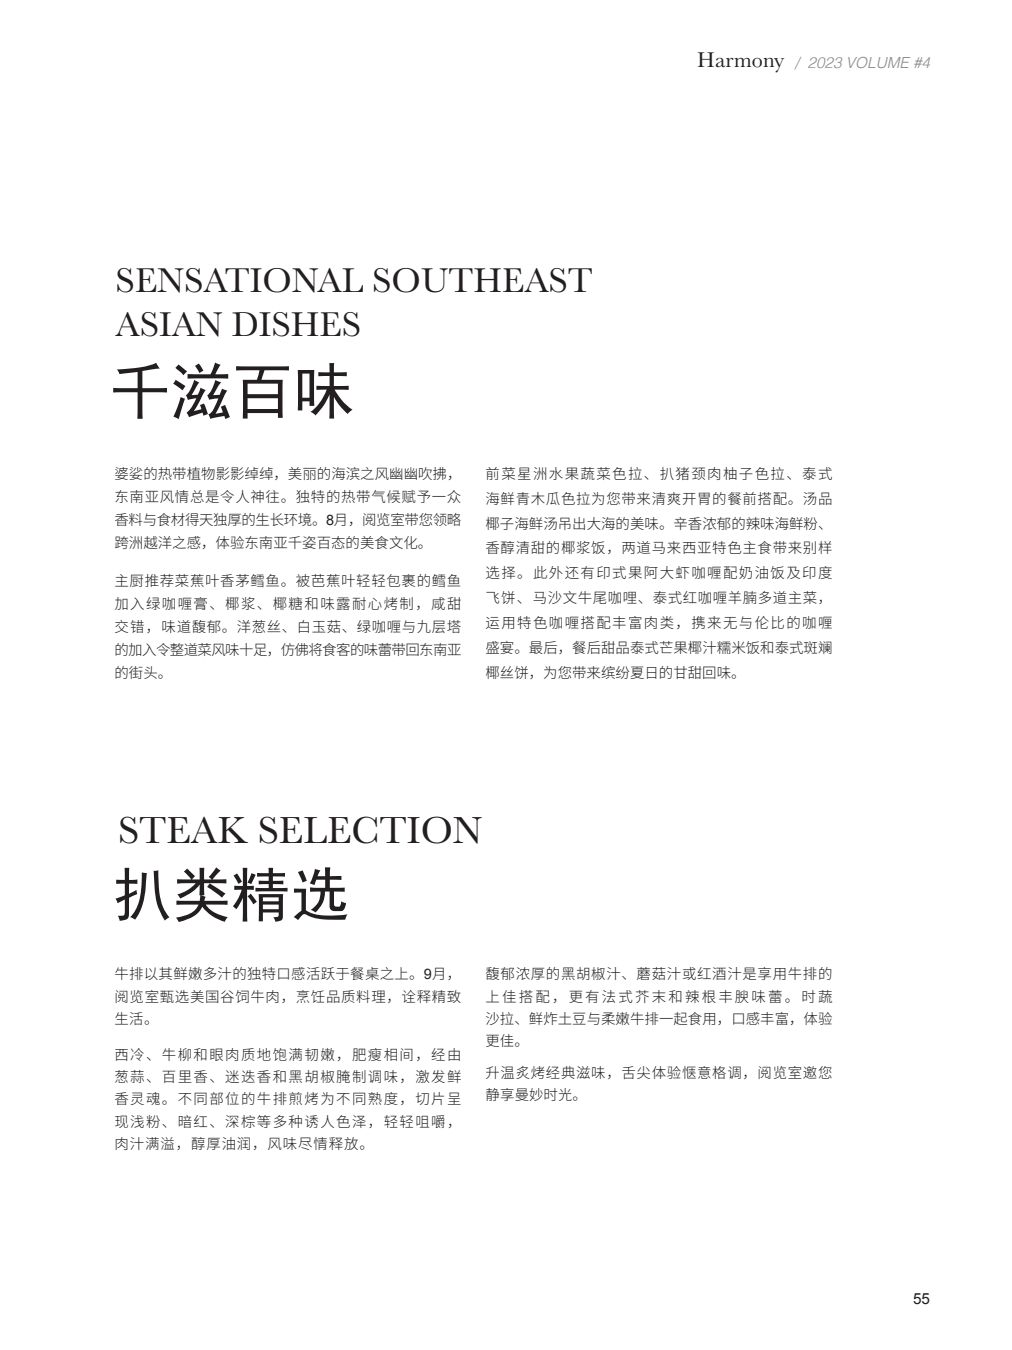 Harmony / 2023 VOLUME #4
SENSATIONAL SOUTHEAST
ASIAN DISHES
千滋百味
婆娑的热带植物影影绰绰，美丽的海滨之风幽幽吹拂，
东南亚风情总是令人神往。独特的热带气候赋予一众
香料与食材得天独厚的生长环境。8月，阅览室带您领略
跨洲越洋之感，体验东南亚千姿百态的美食文化。
主厨推荐菜蕉叶香茅鳕鱼。被芭蕉叶轻轻包裹的鳕鱼
加入绿咖喱膏、椰浆、椰糖和味露耐心烤制，咸甜
交错，味道馥郁。洋葱丝、白玉菇、绿咖喱与九层塔
的加入令整道菜风味十足，仿佛将食客的味蕾带回东南亚
的街头。
前菜星洲水果蔬菜色拉、扒猪颈肉柚子色拉、泰式
海鲜青木瓜色拉为您带来清爽开胃的餐前搭配。汤品
椰子海鲜汤吊出大海的美味。辛香浓郁的辣味海鲜粉、
香醇清甜的椰浆饭，两道马来西亚特色主食带来别样
选择。此外还有印式果阿大虾咖喱配奶油饭及印度
飞饼、马沙文牛尾咖哩、泰式红咖喱羊腩多道主菜，
运用特色咖喱搭配丰富肉类，携来无与伦比的咖喱
盛宴。最后，餐后甜品泰式芒果椰汁糯米饭和泰式斑斓
椰丝饼，为您带来缤纷夏日的甘甜回味。
STEAK SELECTION
扒类精选
牛排以其鲜嫩多汁的独特口感活跃于餐桌之上。9月，
阅览室甄选美国谷饲牛肉，烹饪品质料理，诠释精致
生活。
西冷、牛柳和眼肉质地饱满韧嫩，肥瘦相间，经由
葱蒜、百里香、迷迭香和黑胡椒腌制调味，激发鲜
香灵魂。不同部位的牛排煎烤为不同熟度，切片呈
现浅粉、暗红、深棕等多种诱人色泽，轻轻咀嚼，
肉汁满溢，醇厚油润，风味尽情释放。
馥郁浓厚的黑胡椒汁、蘑菇汁或红酒汁是享用牛排的
上佳搭配，更有法式芥末和辣根丰腴味蕾。时蔬
沙拉、鲜炸土豆与柔嫩牛排一起食用，口感丰富，体验
更佳。
升温炙烤经典滋味，舌尖体验惬意格调，阅览室邀您
静享曼妙时光。
55